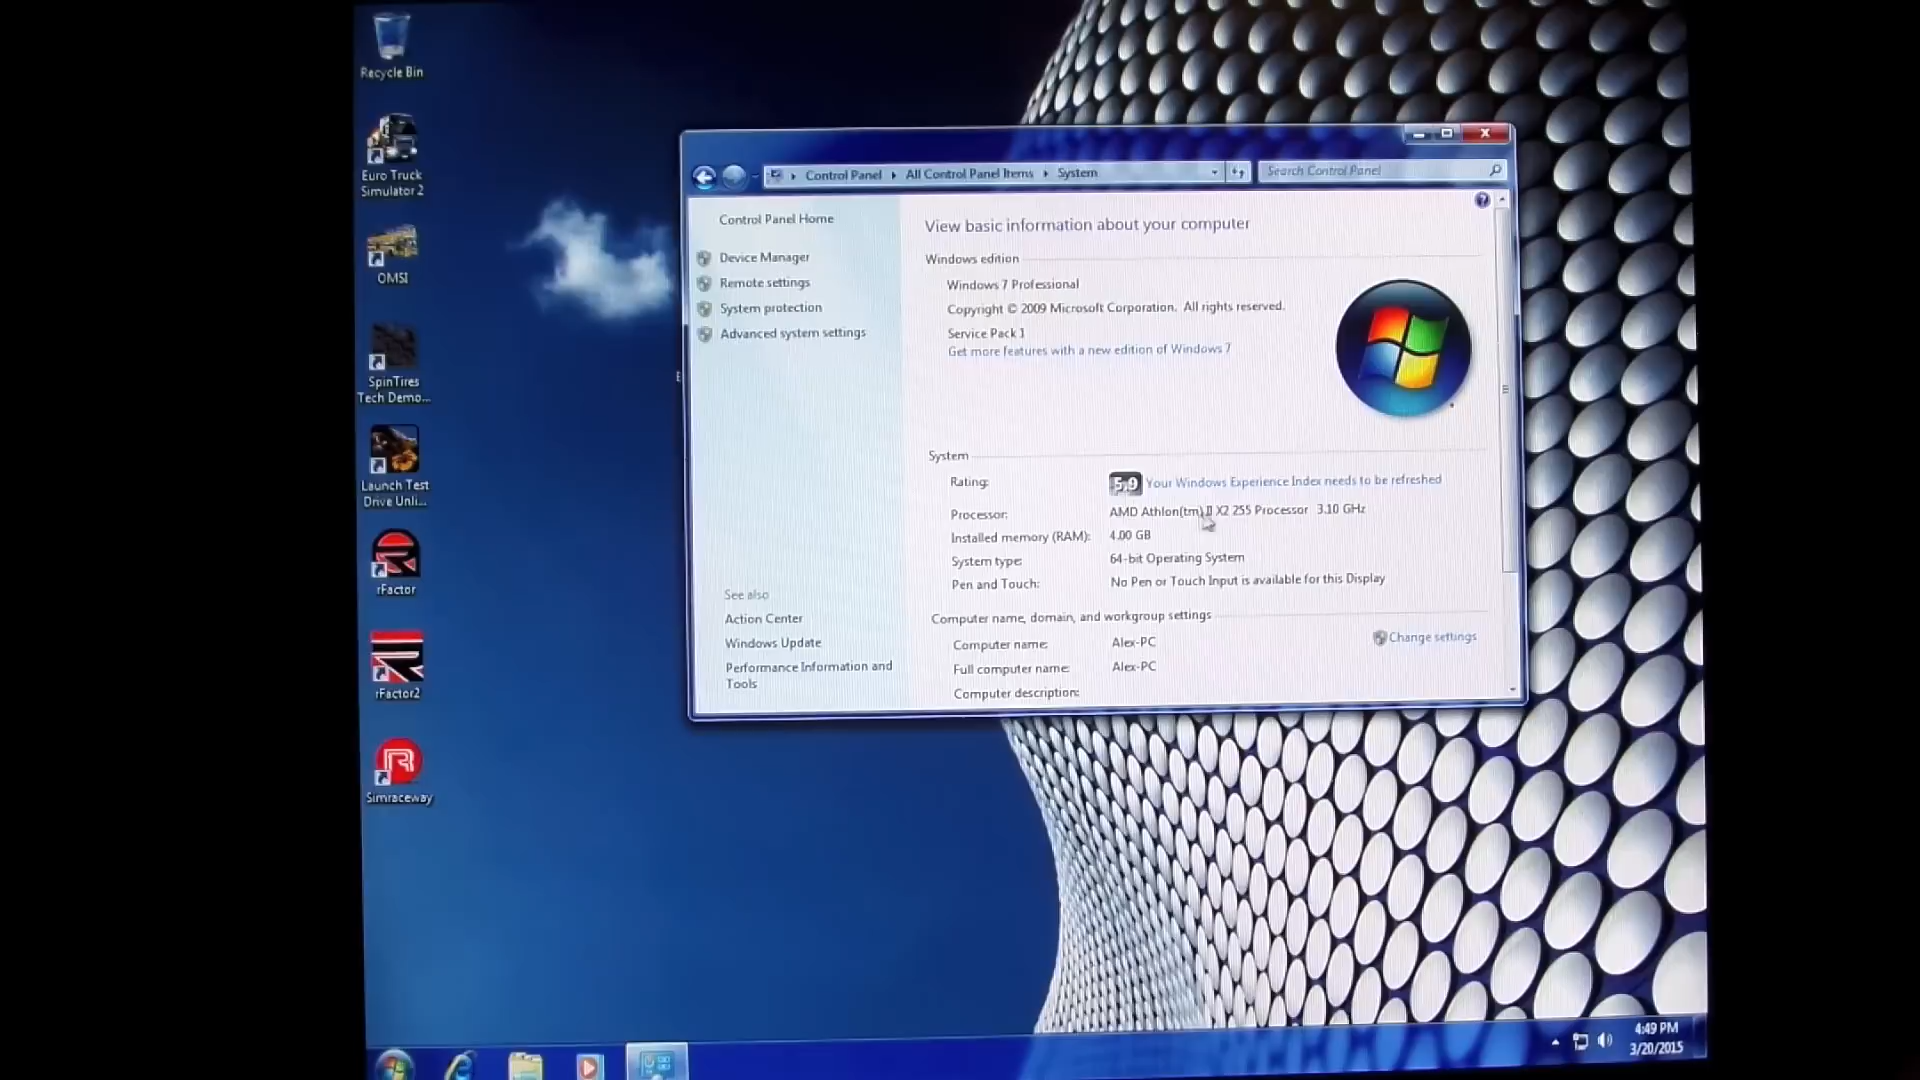 Recycle Bin
Euro Truck
Simulator 2
OMSI
SpinTires
Tech Demo...
Launch Test
Drive Unli...
rFactor
rFactor2
Simraceway
Control Panel
All Control Panel Items
System
Search Control Panel
Control Panel Home
Device Manager
Remote settings
System protection
Advanced system settings
See also
Action Center
Windows Update
Performance Information and
Tools
View basic information about your computer
Windows edition
Windows 7 Professional
Copyright © 2009 Microsoft Corporation. All rights reserved.
Service Pack 1
Get more features with a new edition of Windows 7
System
Rating: 5,9 Your Windows Experience Index needs to be refreshed
Processor: AMD Athlon(tm) II X2 255 Processor 3.10 GHz
Installed memory (RAM): 4.00 GB
System type: 64-bit Operating System
Pen and Touch: No Pen or Touch Input is available for this Display
Computer name, domain, and workgroup settings
Computer name: Alex-PC
Change settings
Full computer name: Alex-PC
Computer description:
4:49 PM
3/20/2015